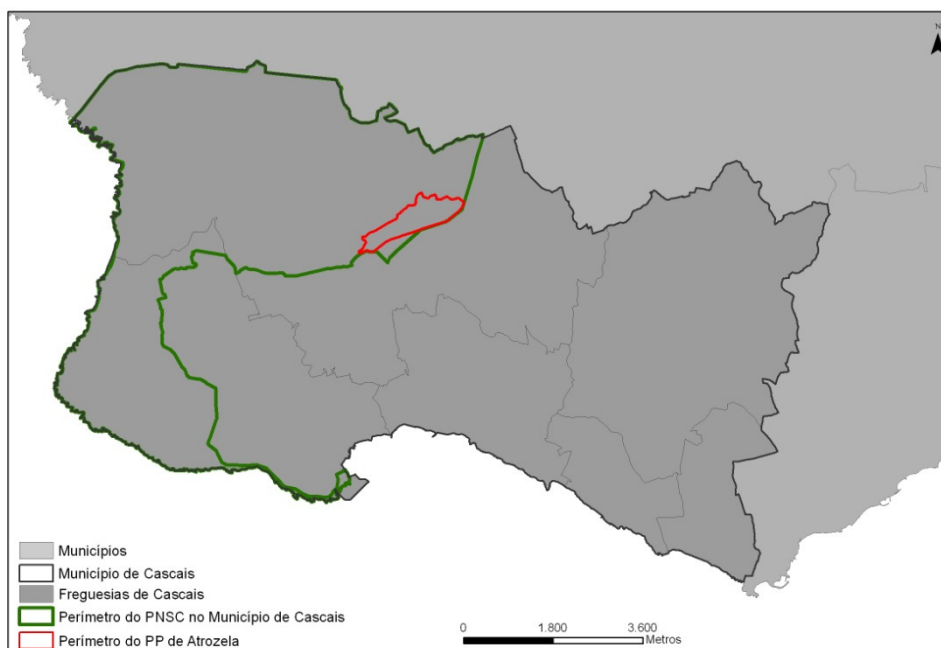 N
Municípios
Município de Cascais
Freguesias de Cascais
Perímetro do PNSC no Município de Cascais
Perímetro do PP de Atrozela
0 1.800 3.600
Metros